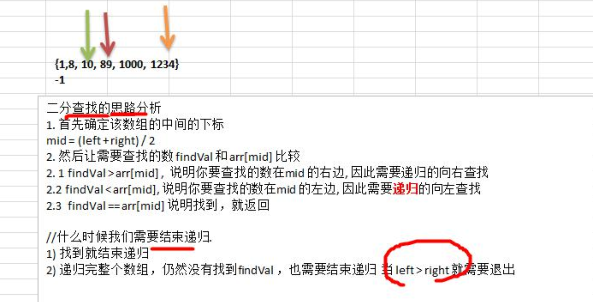 {1,8, 10, 89, 1000, 1234}
-1
二分查找的思路分析
1. 首先确定该数组的中间的下标
mid = (left + right) / 2
2. 然后让需要查找的数 findVal 和 arr[mid] 比较
2. 1 findVal > arr[mid] , 说明你要查找的数在mid 的右边, 因此需要递归的向右查找
2.2 findVal < arr[mid], 说明你要查找的数在mid 的左边, 因此需要递归的向左查找
2.3 findVal == arr[mid] 说明找到，就返回
//什么时候我们需要结束递归.
1) 找到就结束递归
2) 递归完整个数组，仍然没有找到findVal ，也需要结束递归 当 left > right 就需要退出